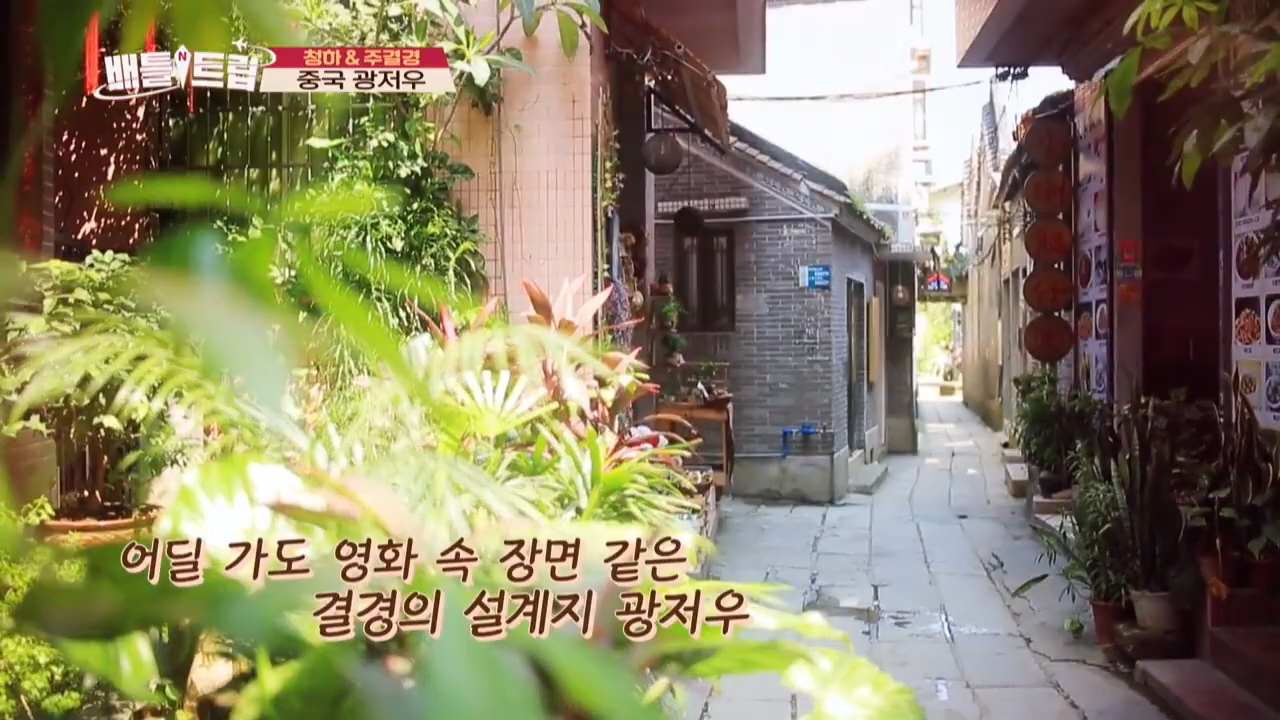 배틀트립
청하 & 주결경
중국 광저우
어딜 가도 영화 속 장면 같은
결경의 설계지 광저우